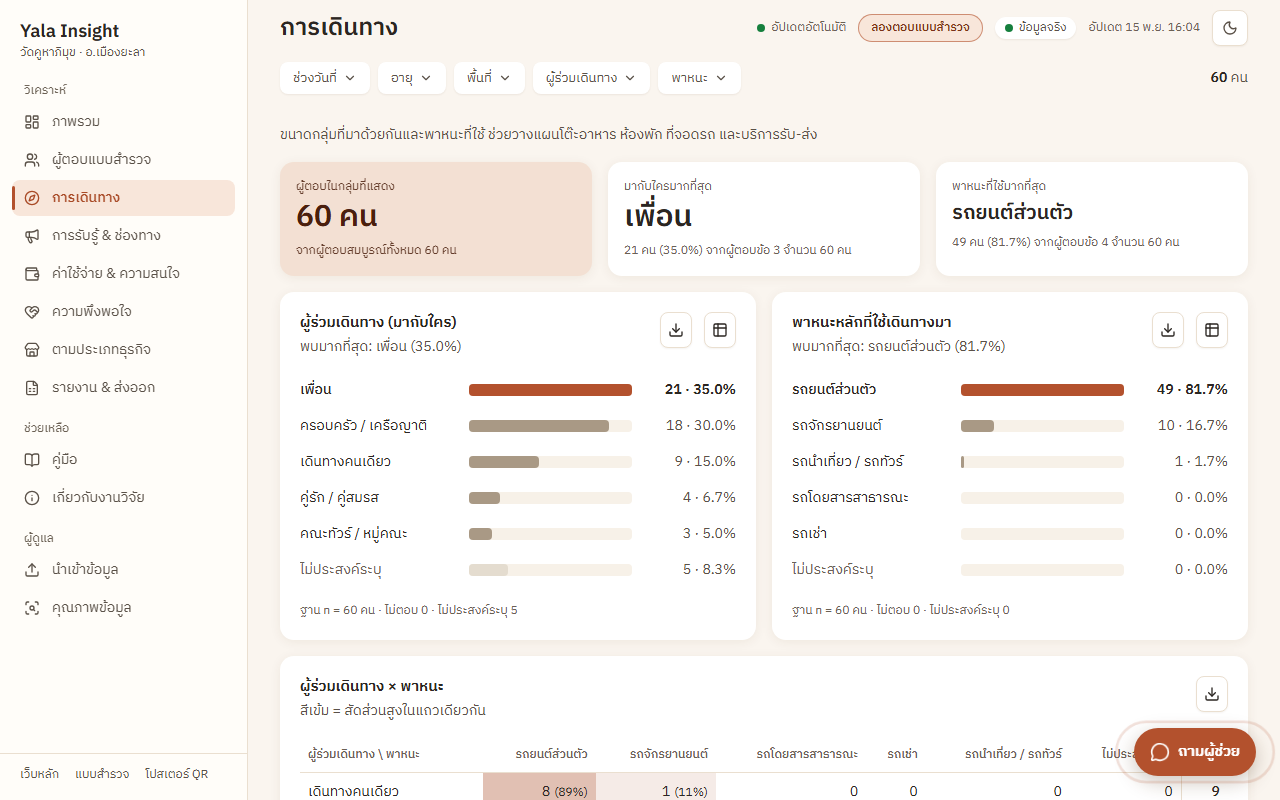 Yala Insight
วัดคูหาภิมุข · อ.เมืองยะลา
วิเคราะห์
ภาพรวม
ผู้ตอบแบบสำรวจ
การเดินทาง
การรับรู้ & ช่องทาง
ค่าใช้จ่าย & ความสนใจ
ความพึงพอใจ
ตามประเภทธุรกิจ
รายงาน & ส่งออก
ช่วยเหลือ
คู่มือ
เกี่ยวกับงานวิจัย
ผู้ดูแล
นำเข้าข้อมูล
คุณภาพข้อมูล
เว็บหลัก แบบสำรวจ โปสเตอร์ QR
การเดินทาง
อัปเดตอัตโนมัติ ลองตอบแบบสำรวจ ข้อมูลจริง อัปเดต 15 พ.ย. 16:04
ช่วงวันที่ อายุ พื้นที่ ผู้ร่วมเดินทาง พาหนะ 60 คน
ขนาดกลุ่มที่มาด้วยกันและพาหนะที่ใช้ ช่วยวางแผนโต๊ะอาหาร ห้องพัก ที่จอดรถ และบริการรับ-ส่ง
ผู้ตอบในกลุ่มที่แสดง
60 คน
จากผู้ตอบสมบูรณ์ทั้งหมด 60 คน
มากับใครมากที่สุด
เพื่อน
21 คน (35.0%) จากผู้ตอบข้อ 3 จำนวน 60 คน
พาหนะที่ใช้มากที่สุด
รถยนต์ส่วนตัว
49 คน (81.7%) จากผู้ตอบข้อ 4 จำนวน 60 คน
ผู้ร่วมเดินทาง (มากับใคร)
พบมากที่สุด: เพื่อน (35.0%)
เพื่อน 21 · 35.0%
ครอบครัว / เครือญาติ 18 · 30.0%
เดินทางคนเดียว 9 · 15.0%
คู่รัก / คู่สมรส 4 · 6.7%
คณะทัวร์ / หมู่คณะ 3 · 5.0%
ไม่ประสงค์ระบุ 5 · 8.3%
ฐาน n = 60 คน · ไม่ตอบ 0 · ไม่ประสงค์ระบุ 5
พาหนะหลักที่ใช้เดินทางมา
พบมากที่สุด: รถยนต์ส่วนตัว (81.7%)
รถยนต์ส่วนตัว 49 · 81.7%
รถจักรยานยนต์ 10 · 16.7%
รถนำเที่ยว / รถทัวร์ 1 · 1.7%
รถโดยสารสาธารณะ 0 · 0.0%
รถเช่า 0 · 0.0%
ไม่ประสงค์ระบุ 0 · 0.0%
ฐาน n = 60 คน · ไม่ตอบ 0 · ไม่ประสงค์ระบุ 0
ผู้ร่วมเดินทาง × พาหนะ
สีเข้ม = สัดส่วนสูงในแถวเดียวกัน
ผู้ร่วมเดินทาง \ พาหนะ รถยนต์ส่วนตัว รถจักรยานยนต์ รถโดยสารสาธารณะ รถเช่า รถนำเที่ยว / รถทัวร์
เดินทางคนเดียว 8 (89%) 1 (11%) 0 0 0 0 9
ถามผู้ช่วย